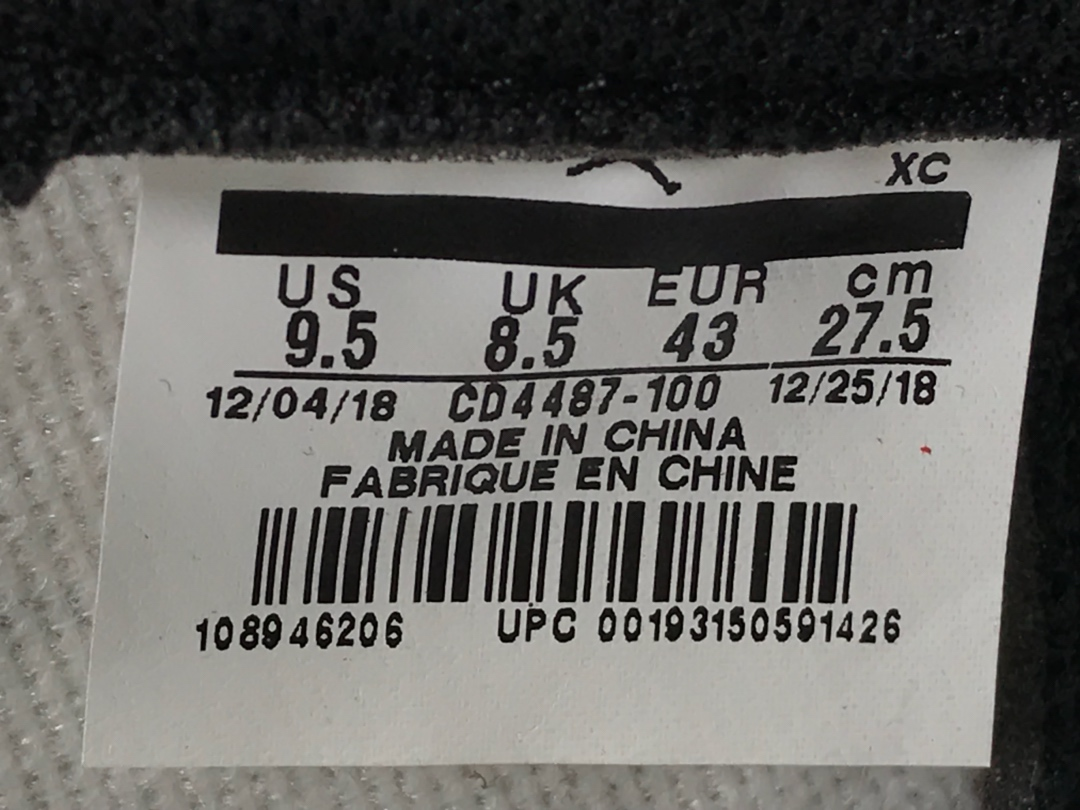 XC
US UK EUR cm
9.5 8.5 43 27.5
12/04/18 CD4487-100 12/25/18
MADE IN CHINA
FABRIQUE EN CHINE
108946206 UPC 00193150591426